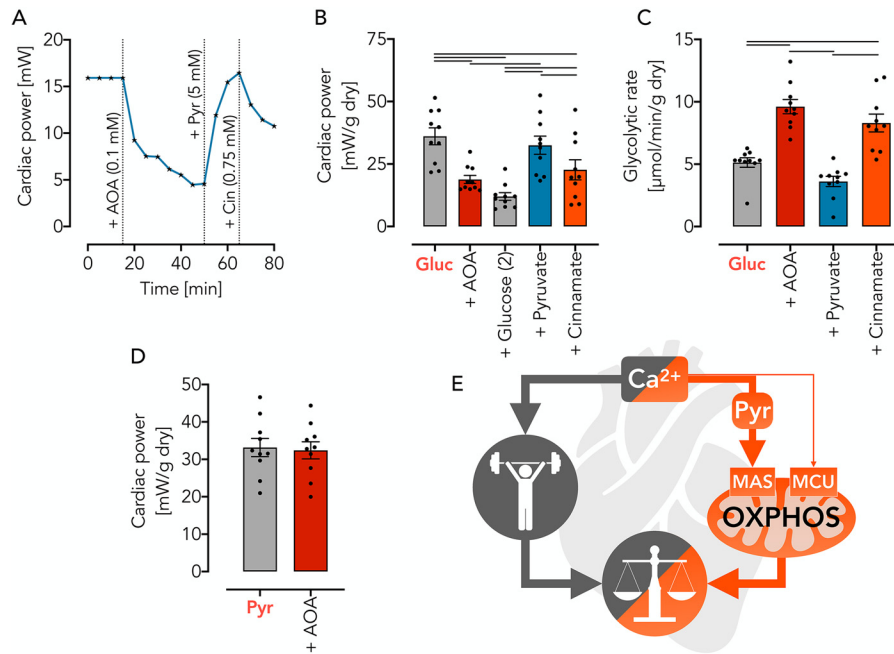 A
Cardiac power [mW]
20
15
10
5
0
+ AOA (0.1 mM)
+ Pyr (5 mM)
+ Cin (0.75 mM)
0 20 40 60 80
Time [min]
B
Cardiac power
[mW/g dry]
75
50
25
0
Gluc
+ AOA
+ Glucose (2)
+ Pyruvate
+ Cinnamate
C
Glycolytic rate
[µmol/min/g dry]
15
10
5
0
Gluc
+ AOA
+ Pyruvate
+ Cinnamate
D
Cardiac power
[mW/g dry]
50
40
30
20
10
0
Pyr
+ AOA
E
Ca²⁺
Pyr
MAS
MCU
OXPHOS